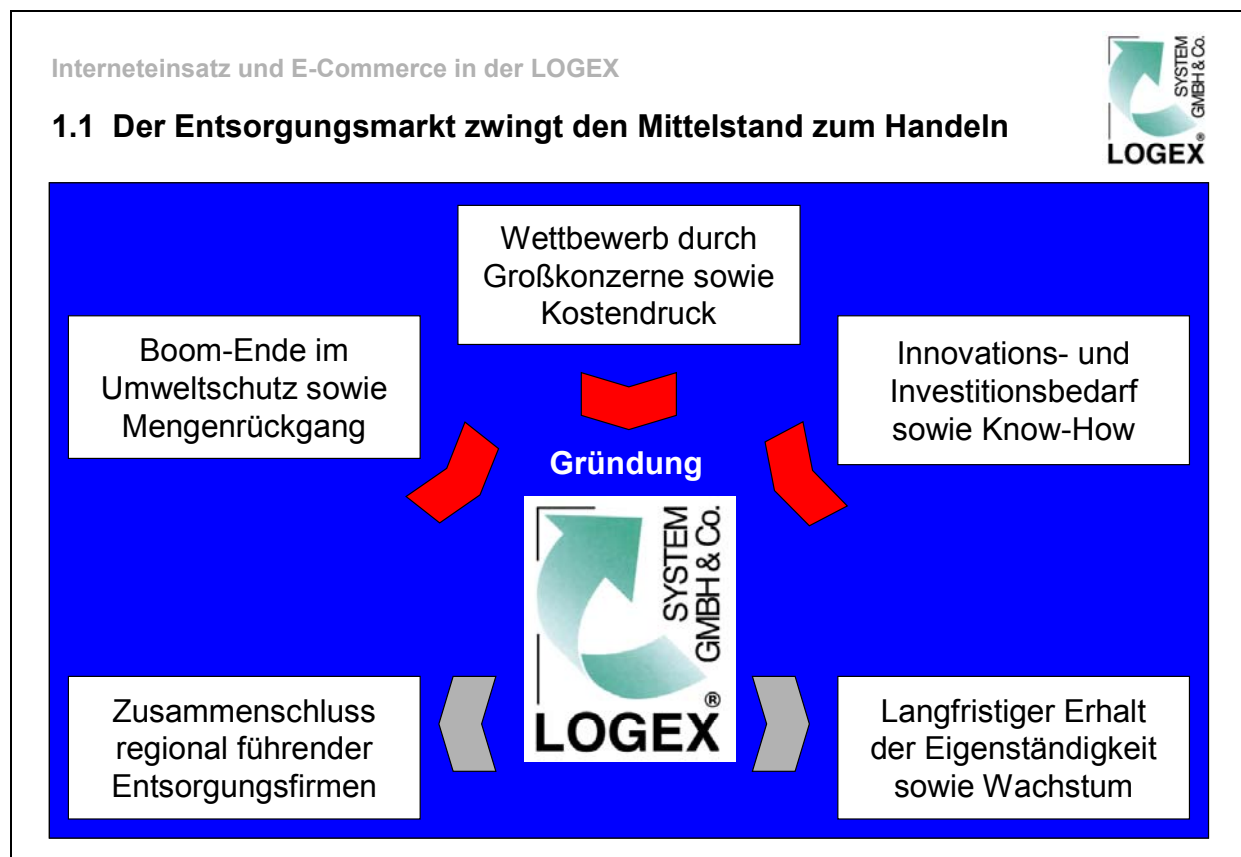 Interneteinsatz und E-Commerce in der LOGEX
SYSTEM
GMBH & Co.
LOGEX®
1.1 Der Entsorgungsmarkt zwingt den Mittelstand zum Handeln
Wettbewerb durch
Großkonzerne sowie
Kostendruck
Boom-Ende im
Umweltschutz sowie
Mengenrückgang
Innovations- und
Investitionsbedarf
sowie Know-How
Gründung
SYSTEM
GMBH & Co.
LOGEX®
Zusammenschluss
regional führender
Entsorgungsfirmen
Langfristiger Erhalt
der Eigenständigkeit
sowie Wachstum